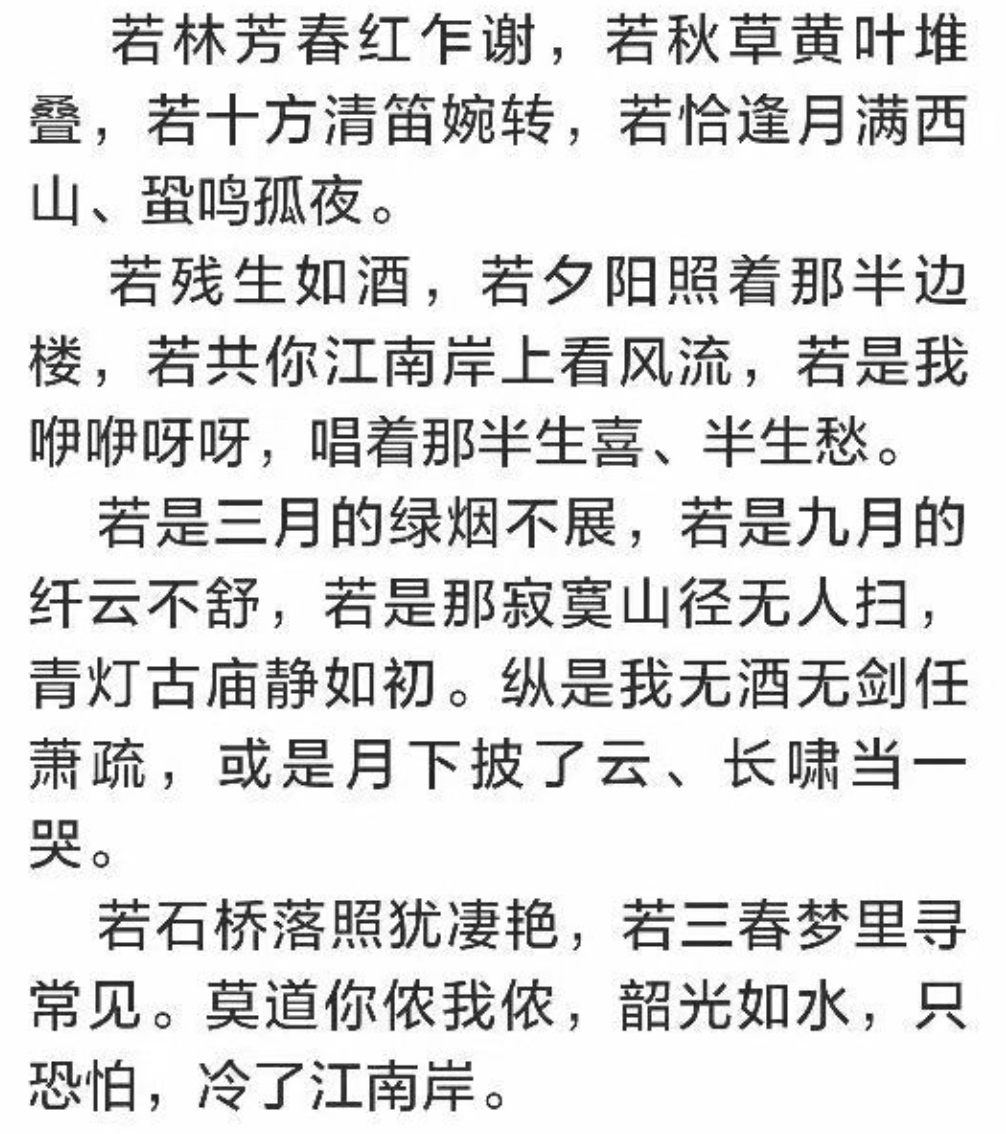 若林芳春红乍谢，若秋草黄叶堆
叠，若十方清笛婉转，若恰逢月满西
山、蛩鸣孤夜。
若残生如酒，若夕阳照着那半边
楼，若共你江南岸上看风流，若是我
咿咿呀呀，唱着那半生喜、半生愁。
若是三月的绿烟不展，若是九月的
纤云不舒，若是那寂寞山径无人扫，
青灯古庙静如初。纵是我无酒无剑任
萧疏，或是月下披了云、长啸当一
哭。
若石桥落照犹凄艳，若三春梦里寻
常见。莫道你侬我侬，韶光如水，只
恐怕，冷了江南岸。